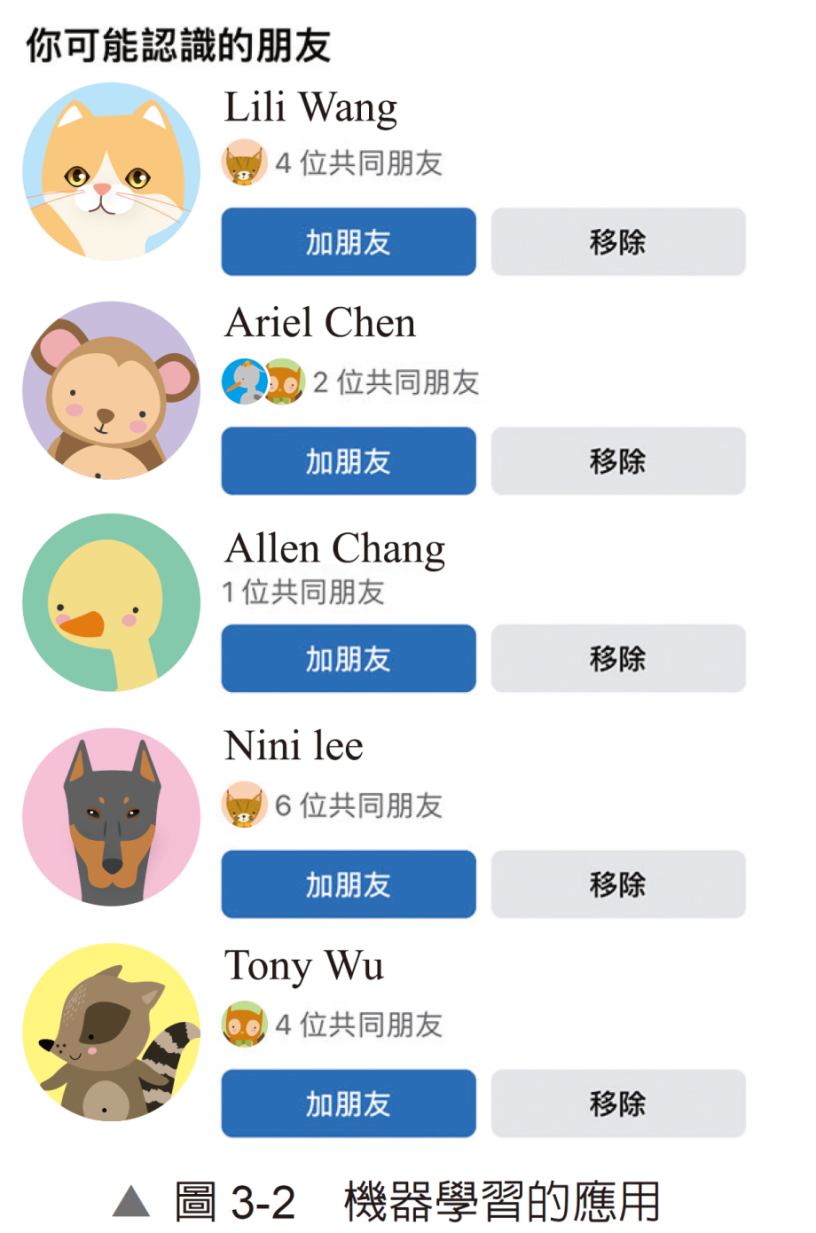 你可能認識的朋友
Lili Wang
4 位共同朋友
加朋友 移除
Ariel Chen
2 位共同朋友
加朋友 移除
Allen Chang
1 位共同朋友
加朋友 移除
Nini lee
6 位共同朋友
加朋友 移除
Tony Wu
4 位共同朋友
加朋友 移除
▲ 圖 3-2 機器學習的應用